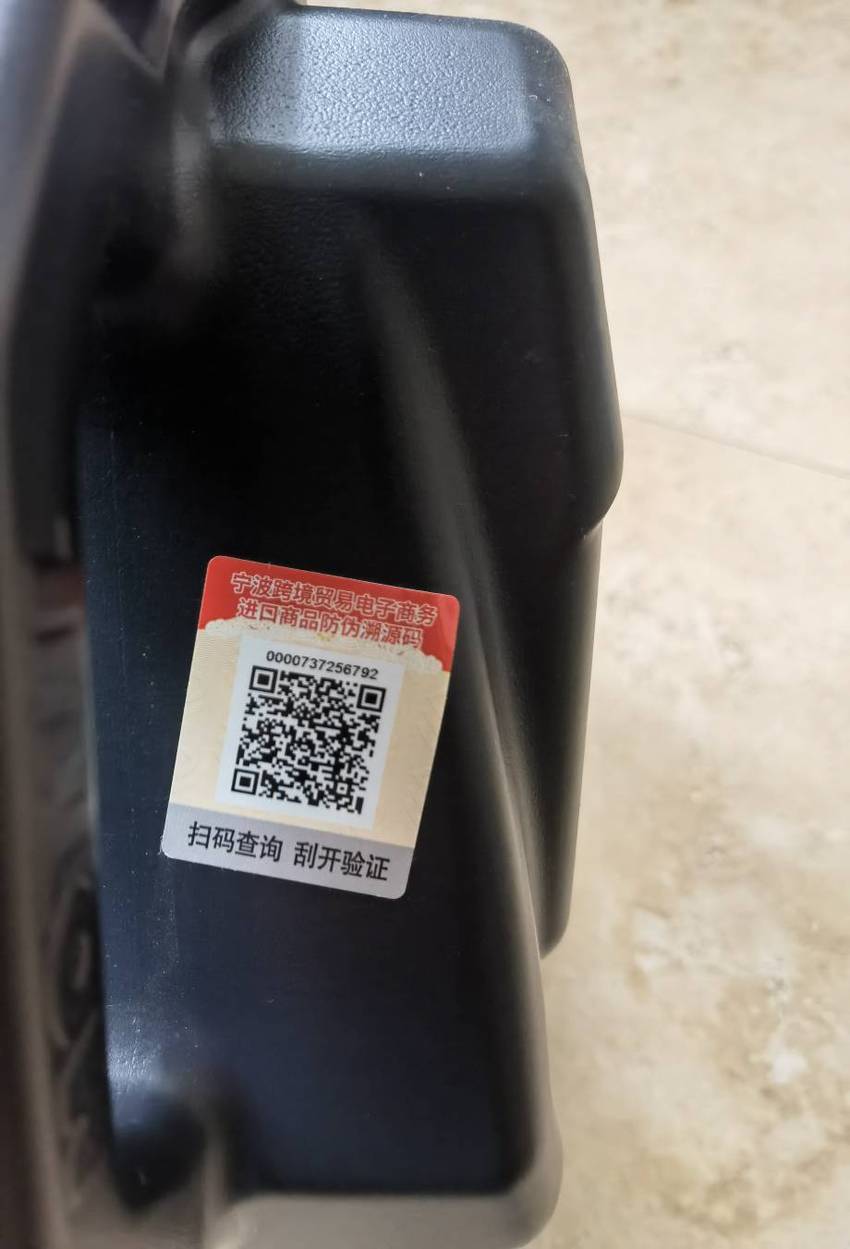 宁波跨境贸易电子商务
进口商品防伪溯源码
0000737256792
扫码查询 刮开验证